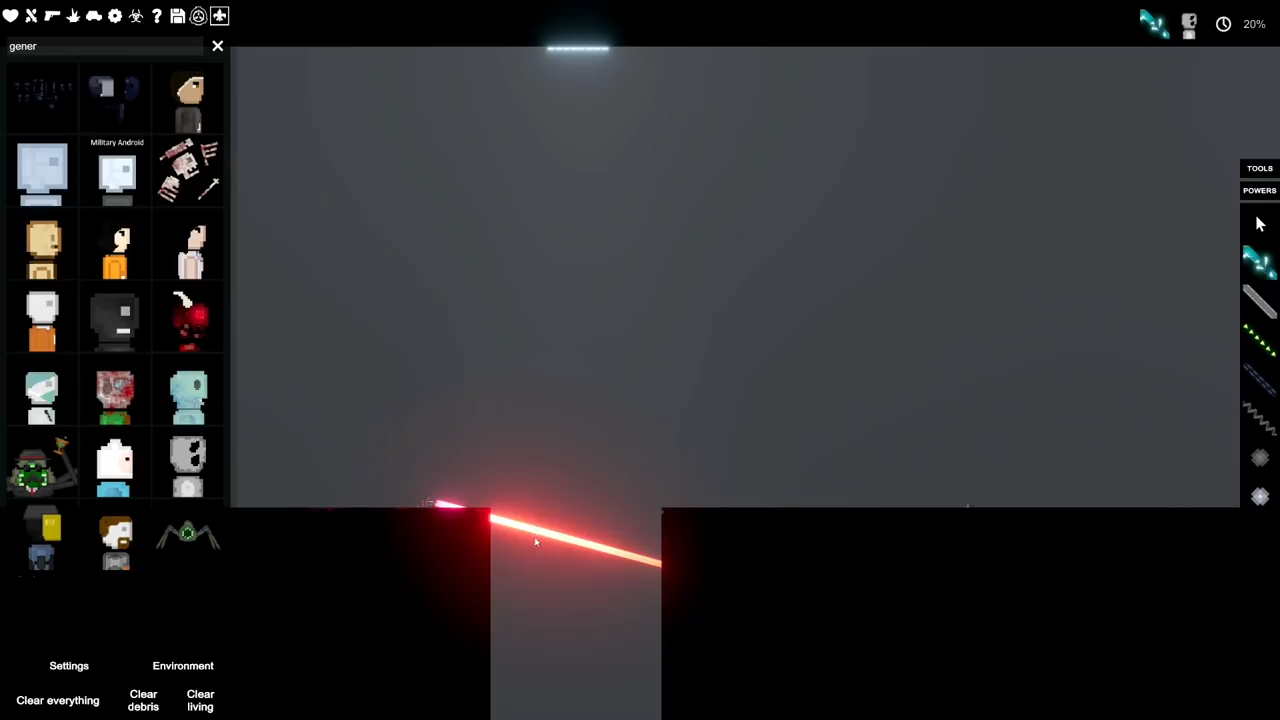 ?
20%
gener
Military Android
TOOLS
POWERS
Settings
Environment
Clear everything
Clear
debris
Clear
living